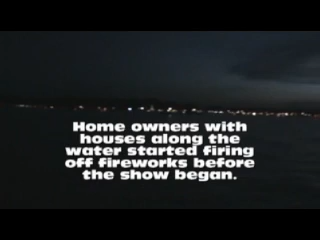 Home owners with
houses along the
water started firing
off fireworks before
the show began.